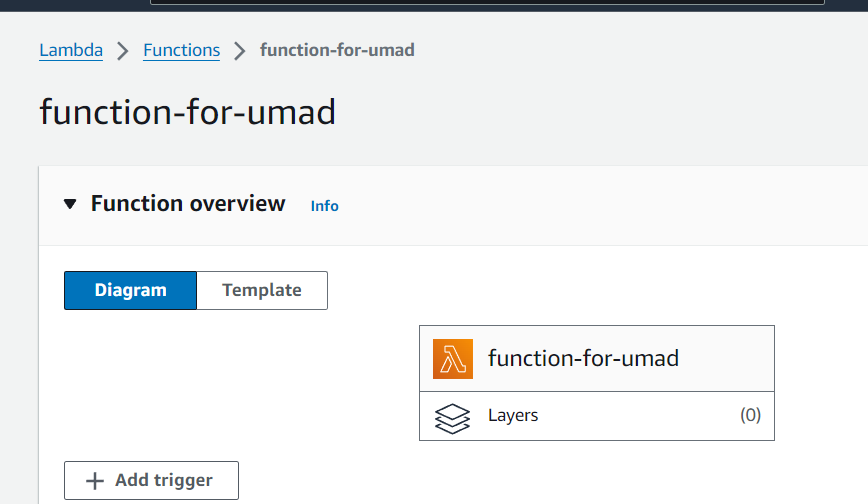 Lambda > Functions > function-for-umad
function-for-umad
Function overview Info
Diagram Template
function-for-umad
Layers (0)
+ Add trigger